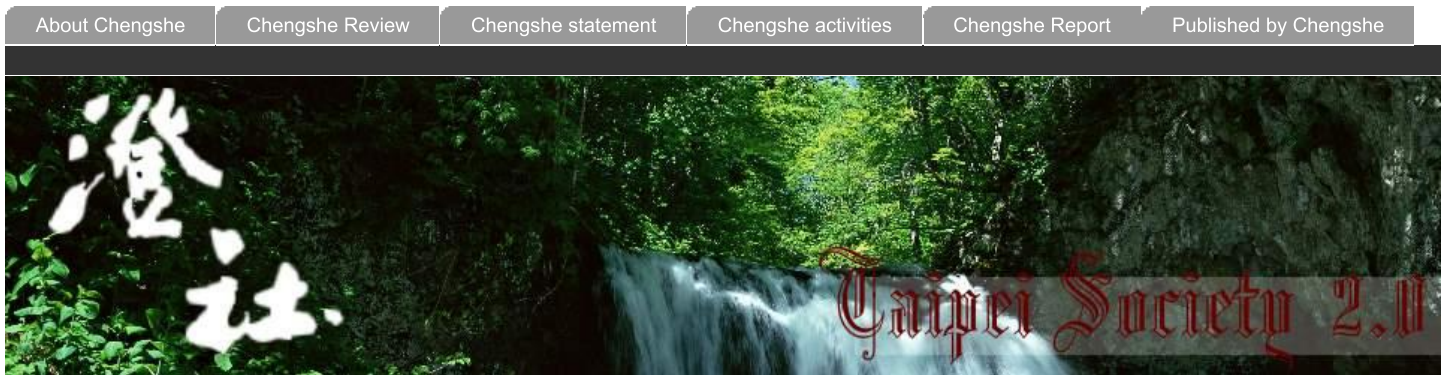 About Chengshe Chengshe Review Chengshe statement Chengshe activities Chengshe Report Published by Chengshe
澄社
Taipei Society 2.0